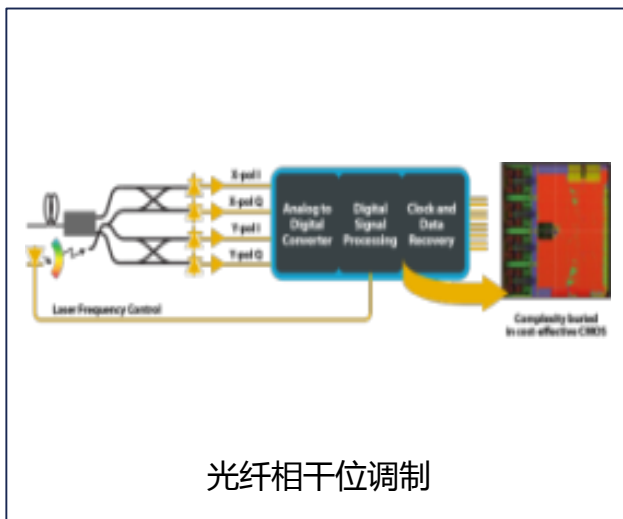 X-pol I
X-pol Q
Y-pol I
Y-pol Q
Analog to
Digital
Converter
Digital
Signal
Processing
Clock and
Data
Recovery
Laser Frequency Control
Complexity buried
in cost-effective CMOS
光纤相干位调制